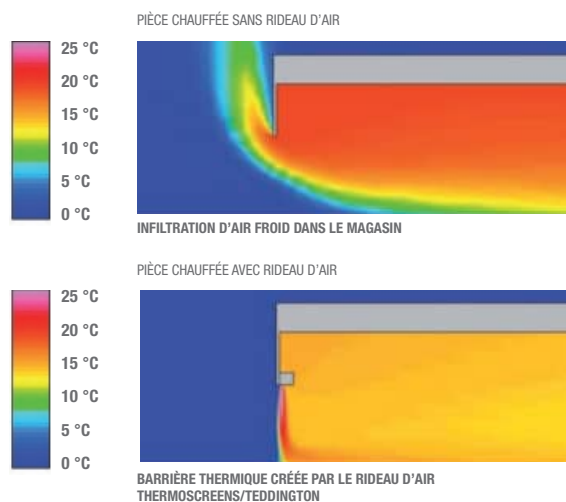 PIÈCE CHAUFFÉE SANS RIDEAU D'AIR
25 °C
20 °C
15 °C
10 °C
5 °C
0 °C
INFILTRATION D'AIR FROID DANS LE MAGASIN
PIÈCE CHAUFFÉE AVEC RIDEAU D'AIR
25 °C
20 °C
15 °C
10 °C
5 °C
0 °C
BARRIÈRE THERMIQUE CRÉÉE PAR LE RIDEAU D'AIR
THERMOSCREENS/TEDDINGTON